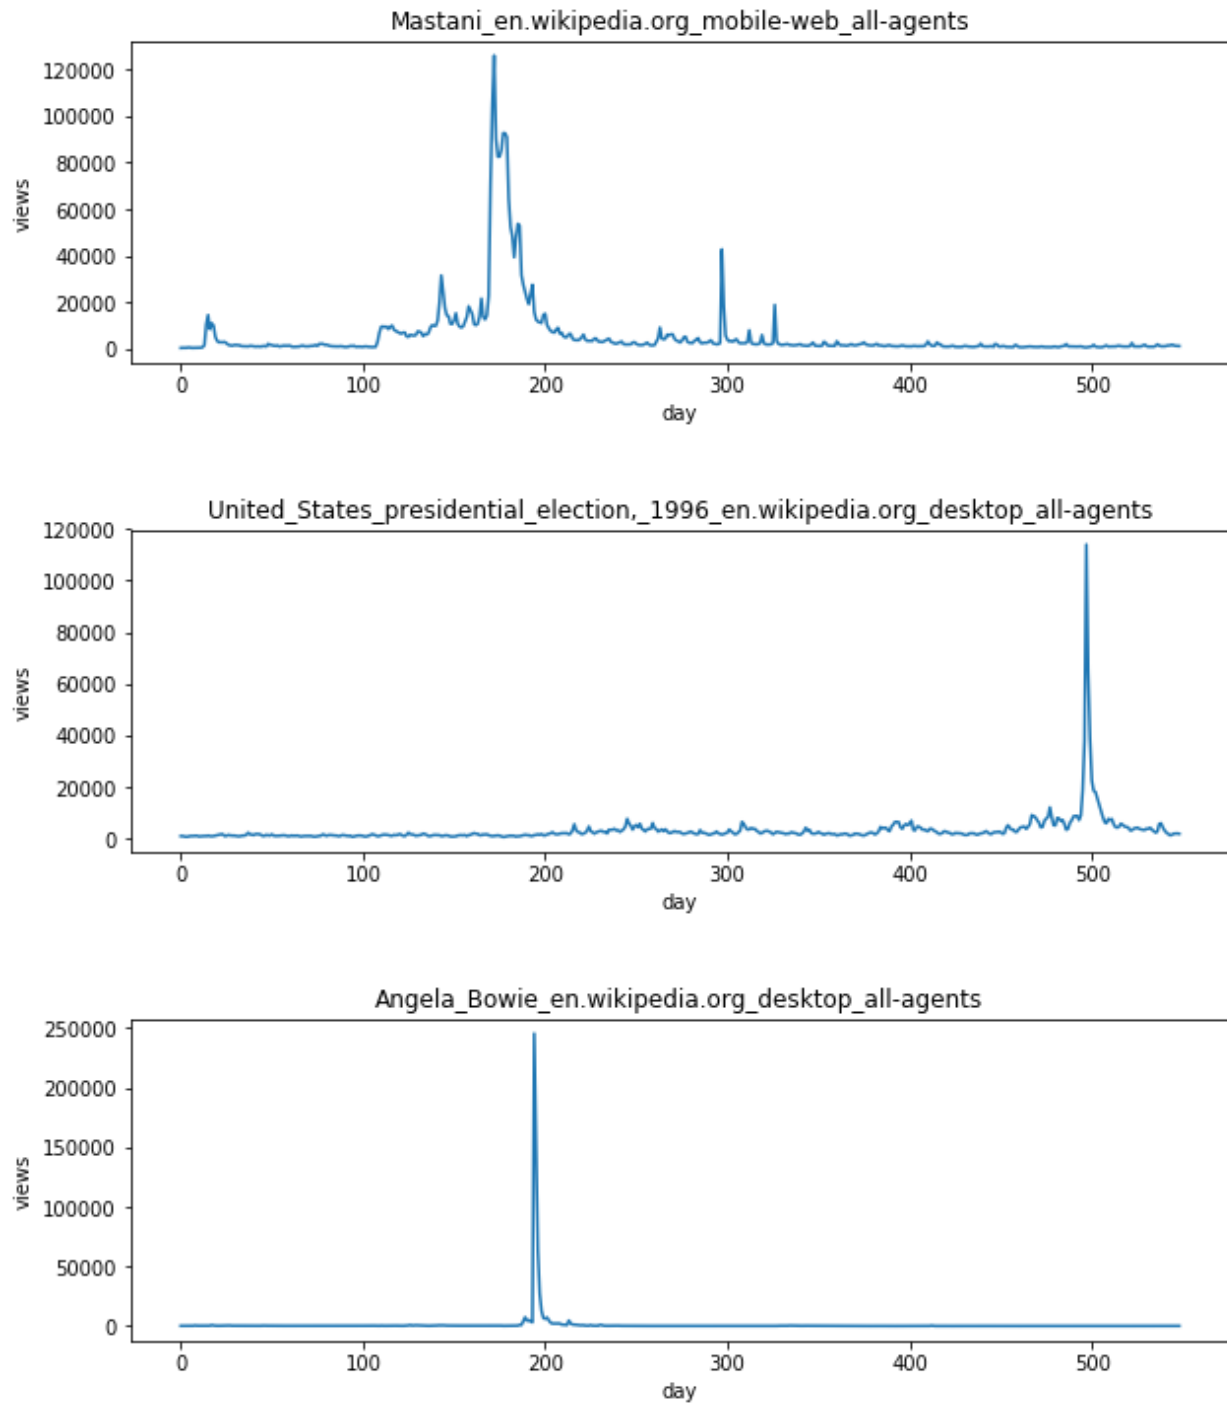 Mastani_en.wikipedia.org_mobile-web_all-agents
120000
100000
80000
60000
40000
20000
0
views
0 100 200 300 400 500
day
United_States_presidential_election,_1996_en.wikipedia.org_desktop_all-agents
120000
100000
80000
60000
40000
20000
0
views
0 100 200 300 400 500
day
Angela_Bowie_en.wikipedia.org_desktop_all-agents
250000
200000
150000
100000
50000
0
views
0 100 200 300 400 500
day